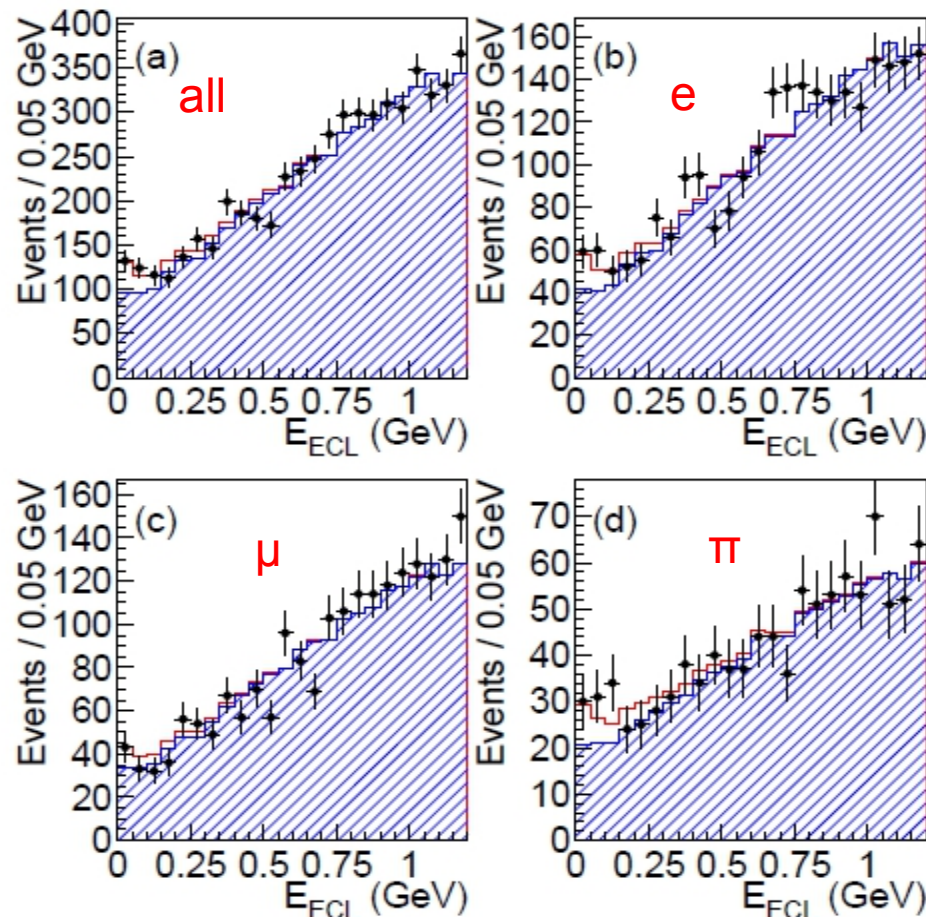 Events / 0.05 GeV
400
350
300
250
200
150
100
50
0
(a)
all
0 0.25 0.5 0.75 1
E_ECL (GeV)
Events / 0.05 GeV
160
140
120
100
80
60
40
20
0
(b)
e
0 0.25 0.5 0.75 1
E_ECL (GeV)
Events / 0.05 GeV
160
140
120
100
80
60
40
20
0
(c)
μ
0 0.25 0.5 0.75 1
E_ECL (GeV)
Events / 0.05 GeV
70
60
50
40
30
20
10
0
(d)
π
0 0.25 0.5 0.75 1
E_ECL (GeV)